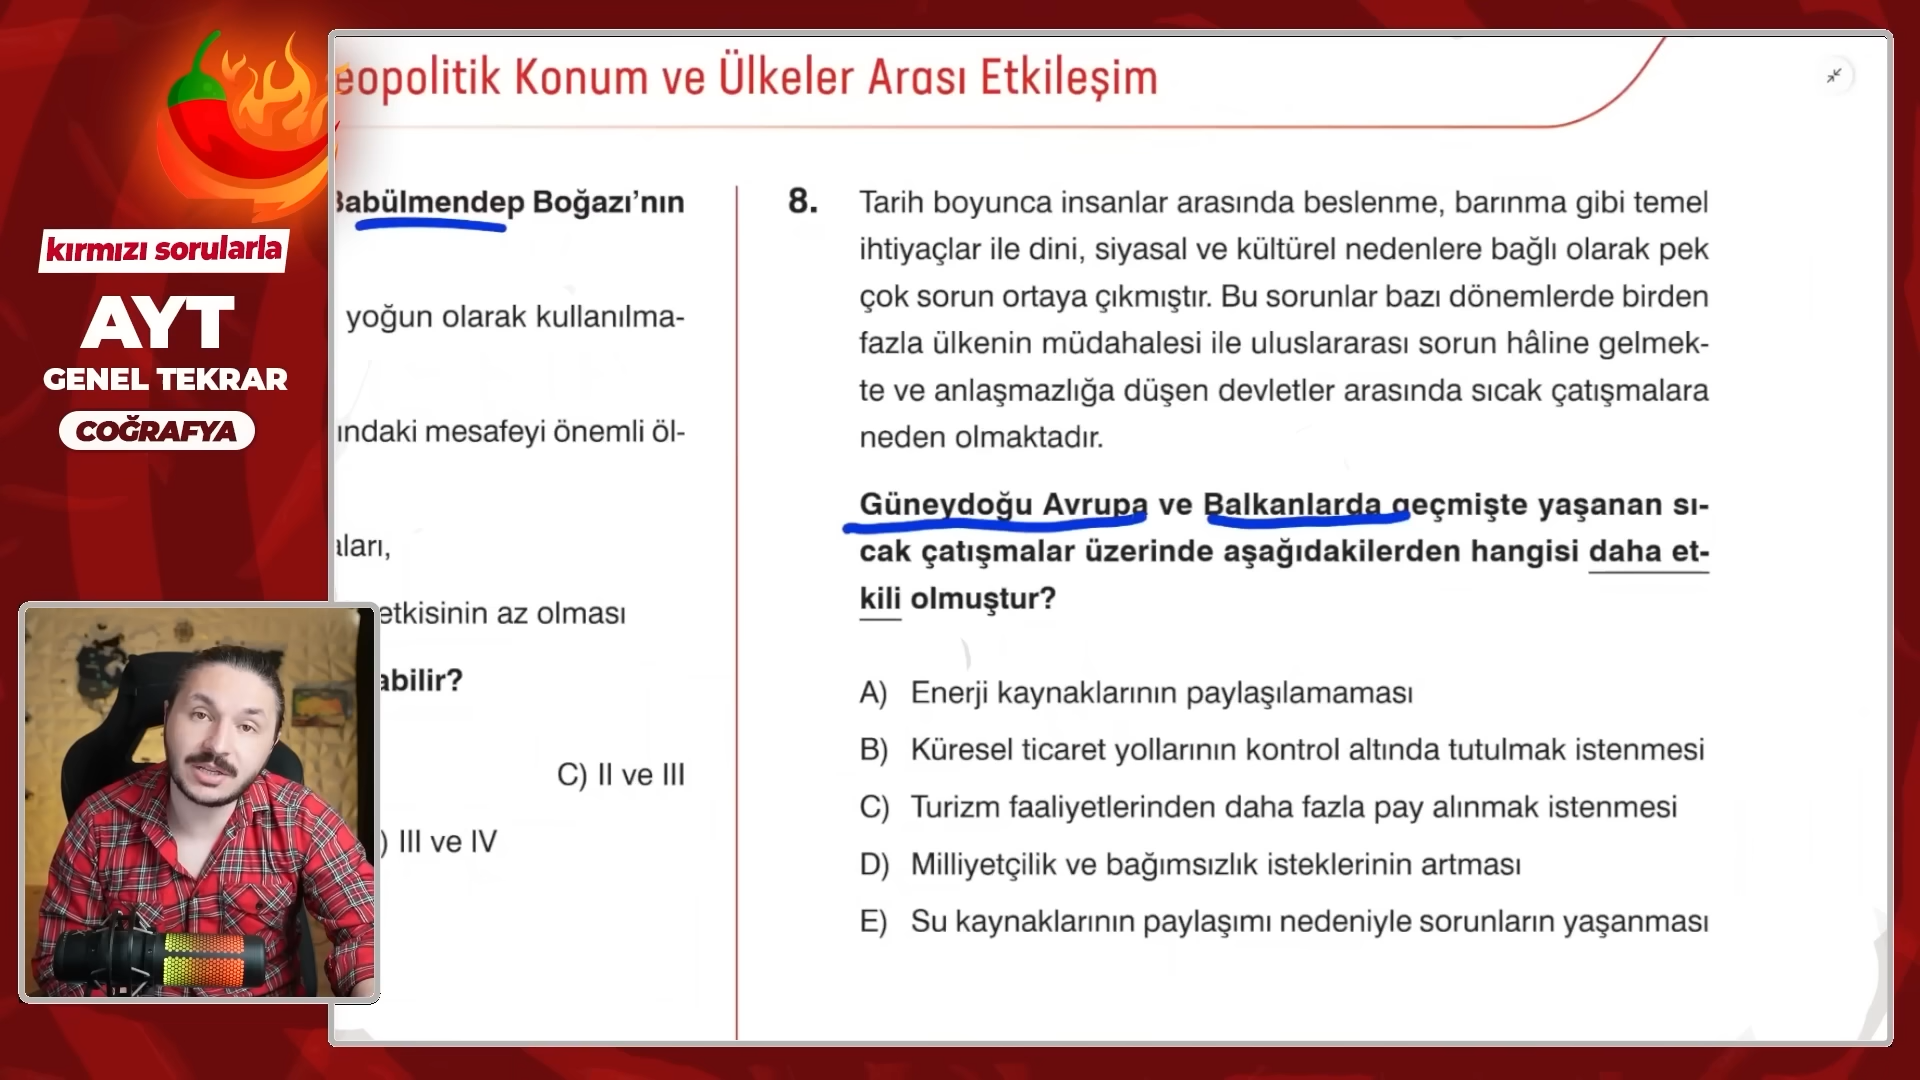 kırmızı sorularla
AYT
GENEL TEKRAR
COĞRAFYA
eopolitik Konum ve Ülkeler Arası Etkileşim
Babülmendep Boğazı’nın
yoğun olarak kullanılma-
ındaki mesafeyi önemli öl-
aları,
etkisinin az olması
abilir?
C) II ve III
) III ve IV
8. Tarih boyunca insanlar arasında beslenme, barınma gibi temel
ihtiyaçlar ile dini, siyasal ve kültürel nedenlere bağlı olarak pek
çok sorun ortaya çıkmıştır. Bu sorunlar bazı dönemlerde birden
fazla ülkenin müdahalesi ile uluslararası sorun hâline gelmek-
te ve anlaşmazlığa düşen devletler arasında sıcak çatışmalara
neden olmaktadır.
Güneydoğu Avrupa ve Balkanlarda geçmişte yaşanan sı-
cak çatışmalar üzerinde aşağıdakilerden hangisi daha et-
kili olmuştur?
A) Enerji kaynaklarının paylaşılamaması
B) Küresel ticaret yollarının kontrol altında tutulmak istenmesi
C) Turizm faaliyetlerinden daha fazla pay alınmak istenmesi
D) Milliyetçilik ve bağımsızlık isteklerinin artması
E) Su kaynaklarının paylaşımı nedeniyle sorunların yaşanması